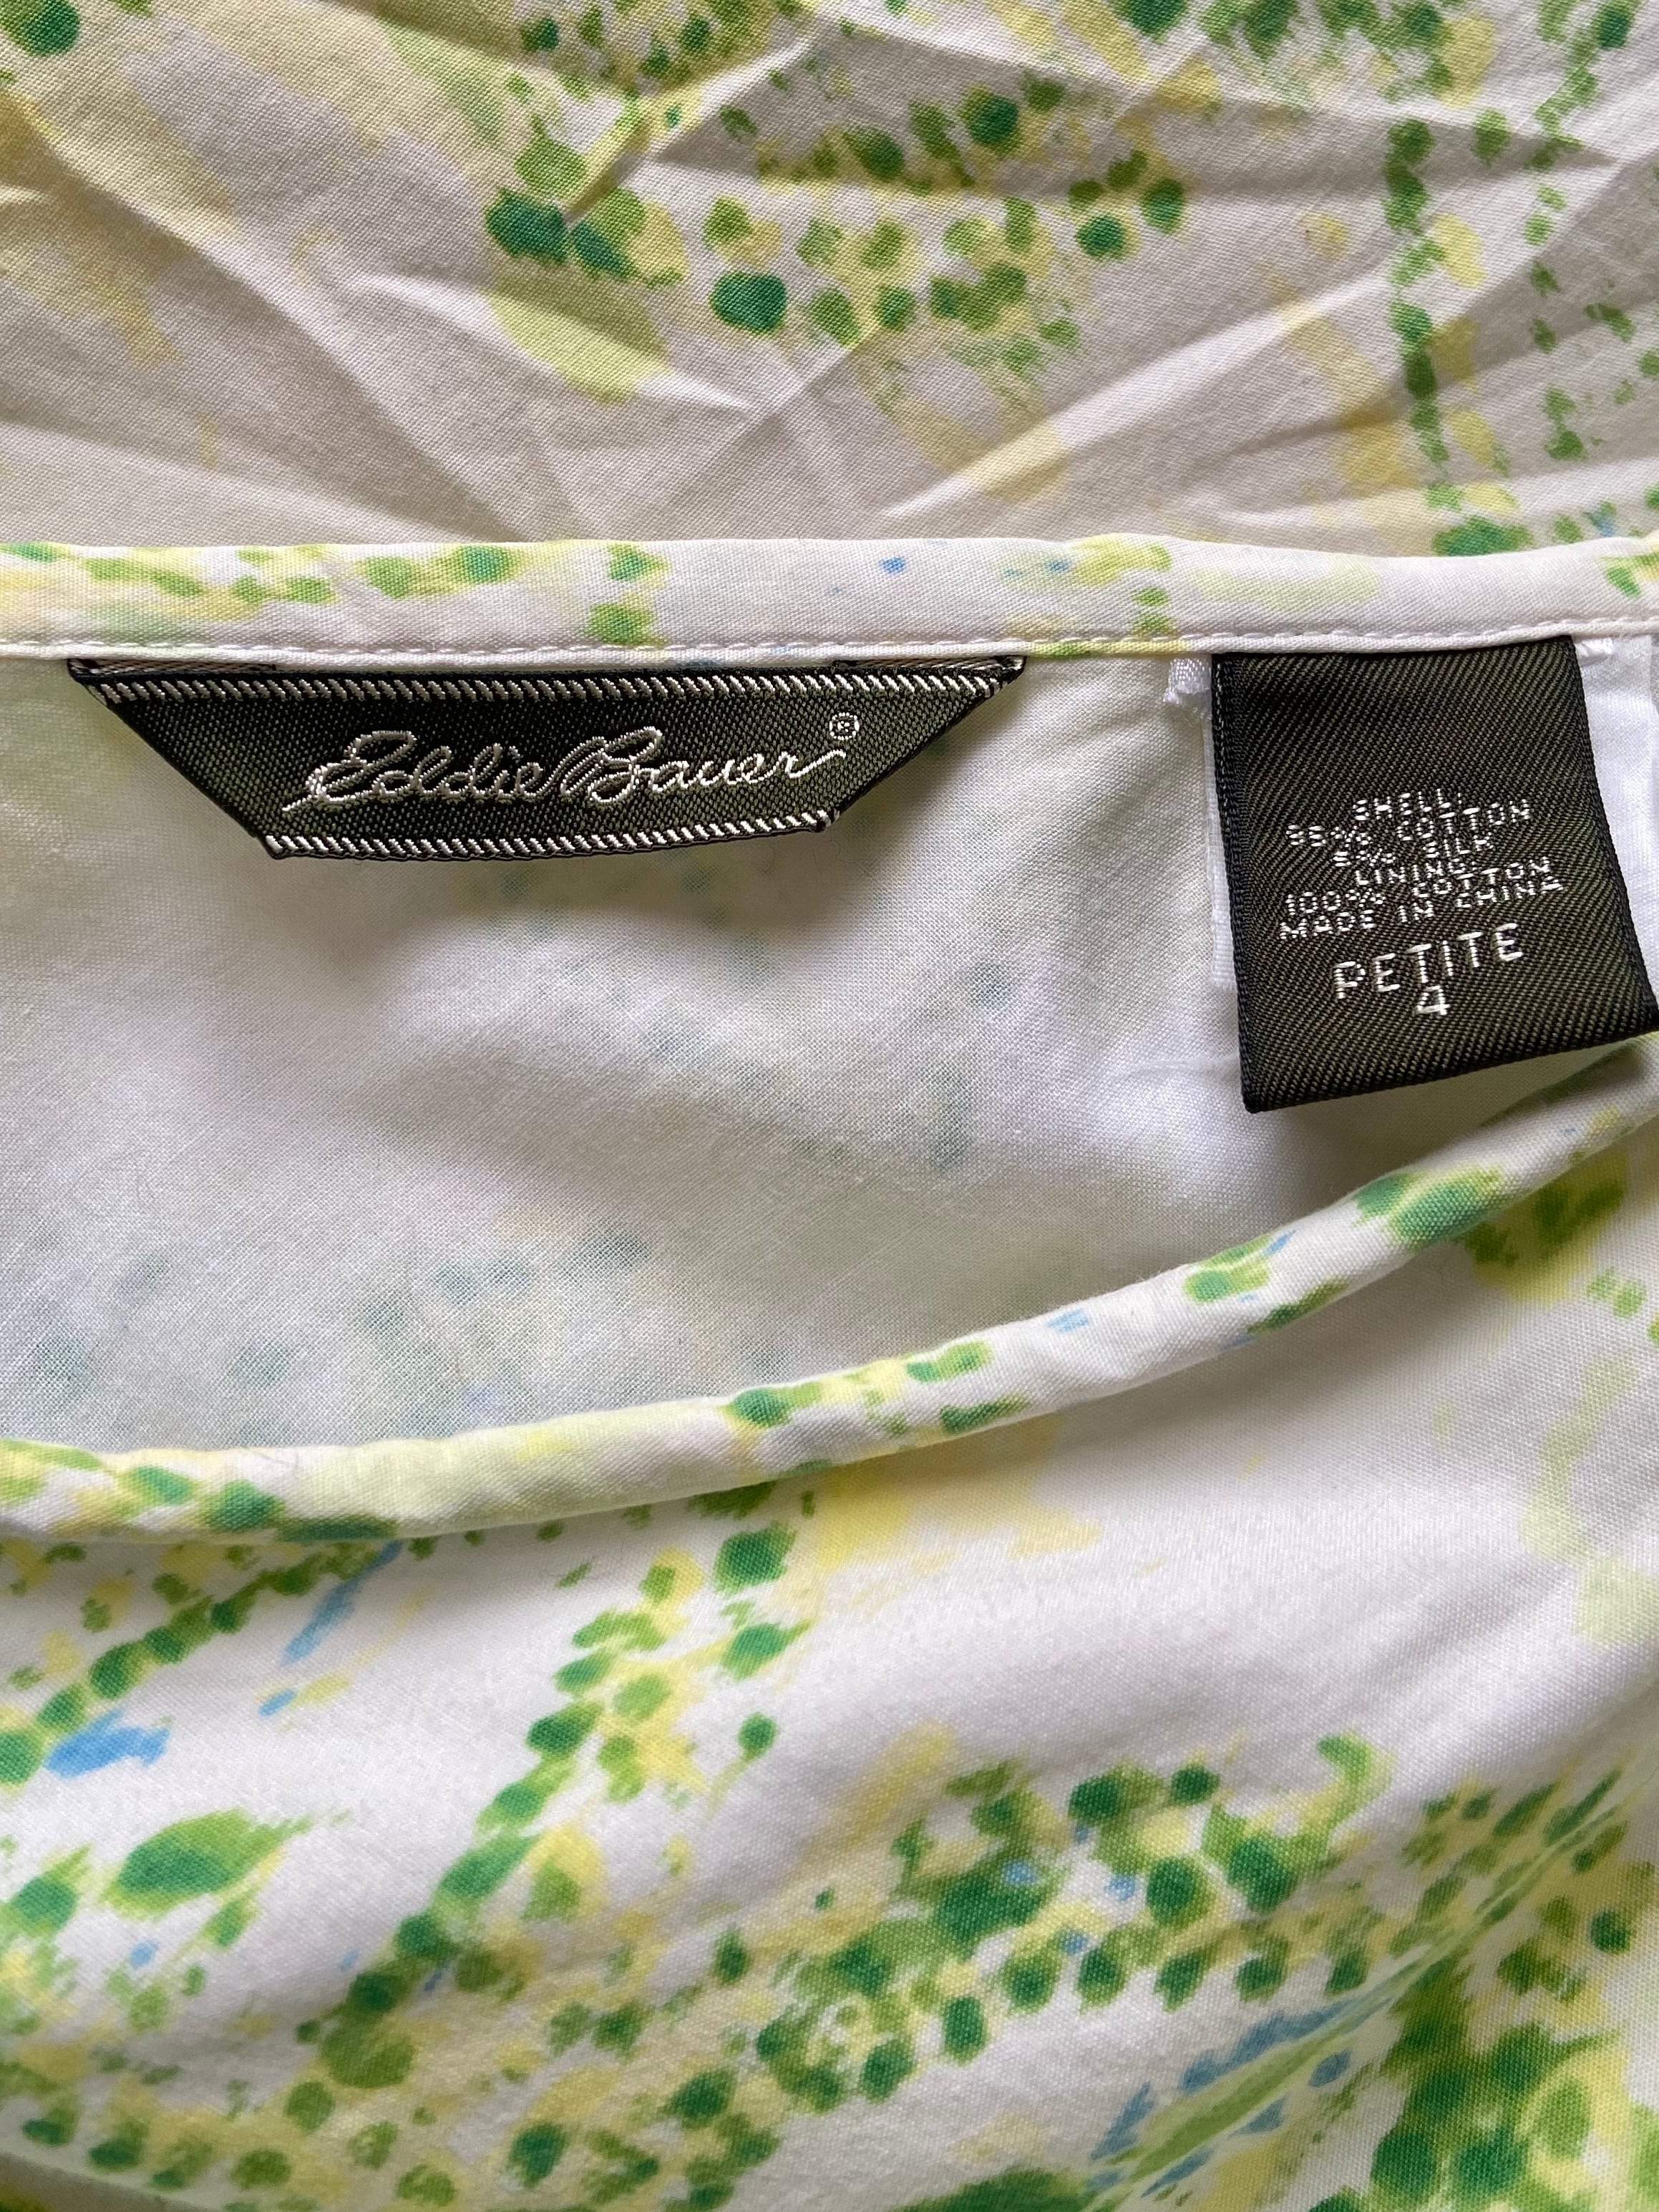 Eddie Bauer®
SHELL:
95% COTTON
5% SILK
LINING:
100% COTTON
MADE IN CHINA
PETITE
4